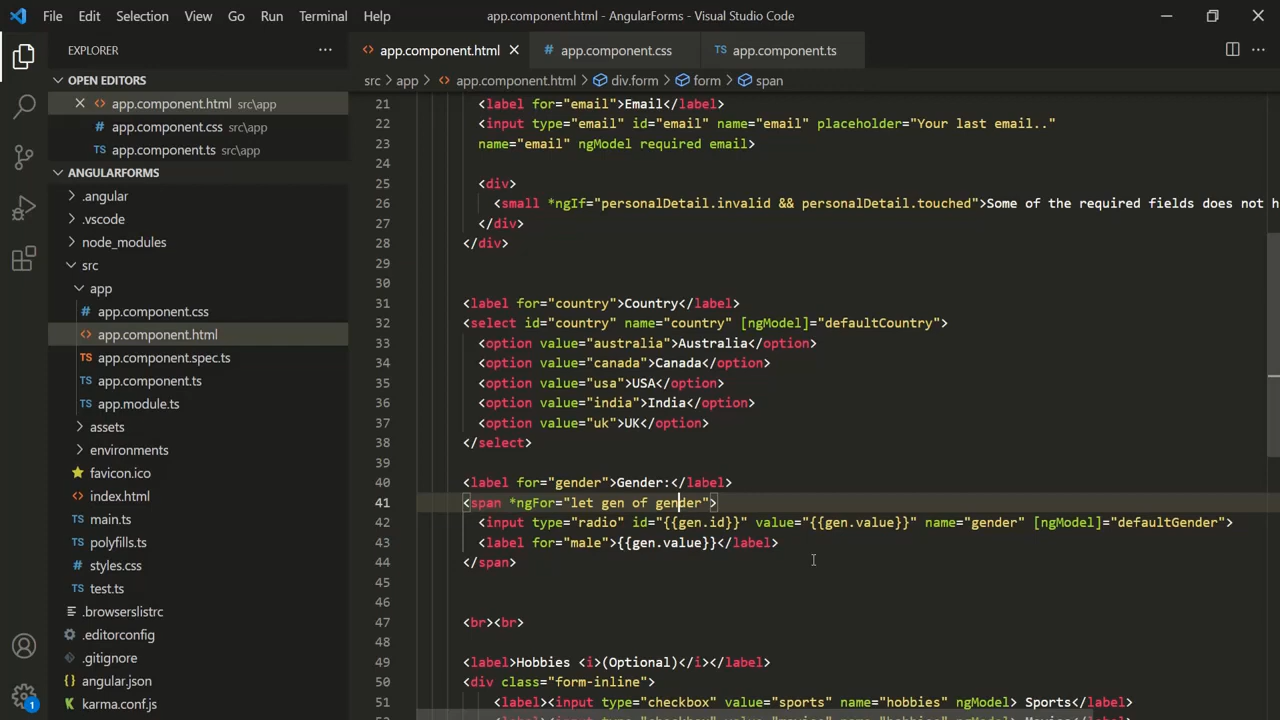 File Edit Selection View Go Run Terminal Help
app.component.html - AngularForms - Visual Studio Code
EXPLORER
OPEN EDITORS
app.component.html src\app
app.component.css src\app
app.component.ts src\app
ANGULARFORMS
.angular
.vscode
node_modules
src
app
app.component.css
app.component.html
app.component.spec.ts
app.component.ts
app.module.ts
assets
environments
favicon.ico
index.html
main.ts
polyfills.ts
styles.css
test.ts
.browserslistrc
.editorconfig
.gitignore
angular.json
karma.conf.js
1
app.component.html app.component.css app.component.ts
src > app > app.component.html > div.form > form > span
21 <label for="email">Email</label>
22 <input type="email" id="email" name="email" placeholder="Your last email.."
23 name="email" ngModel required email>
24
25 <div>
26 <small *ngIf="personalDetail.invalid && personalDetail.touched">Some of the required fields does not h
27 </div>
28 </div>
29
30
31 <label for="country">Country</label>
32 <select id="country" name="country" [ngModel]="defaultCountry">
33 <option value="australia">Australia</option>
34 <option value="canada">Canada</option>
35 <option value="usa">USA</option>
36 <option value="india">India</option>
37 <option value="uk">UK</option>
38 </select>
39
40 <label for="gender">Gender:</label>
41 <span *ngFor="let gen of gender">
42 <input type="radio" id="{{gen.id}}" value="{{gen.value}}" name="gender" [ngModel]="defaultGender">
43 <label for="male">{{gen.value}}</label>
44 </span>
45
46
47 <br><br>
48
49 <label>Hobbies <i>(Optional)</i></label>
50 <div class="form-inline">
51 <label><input type="checkbox" value="sports" name="hobbies" ngModel> Sports</label>